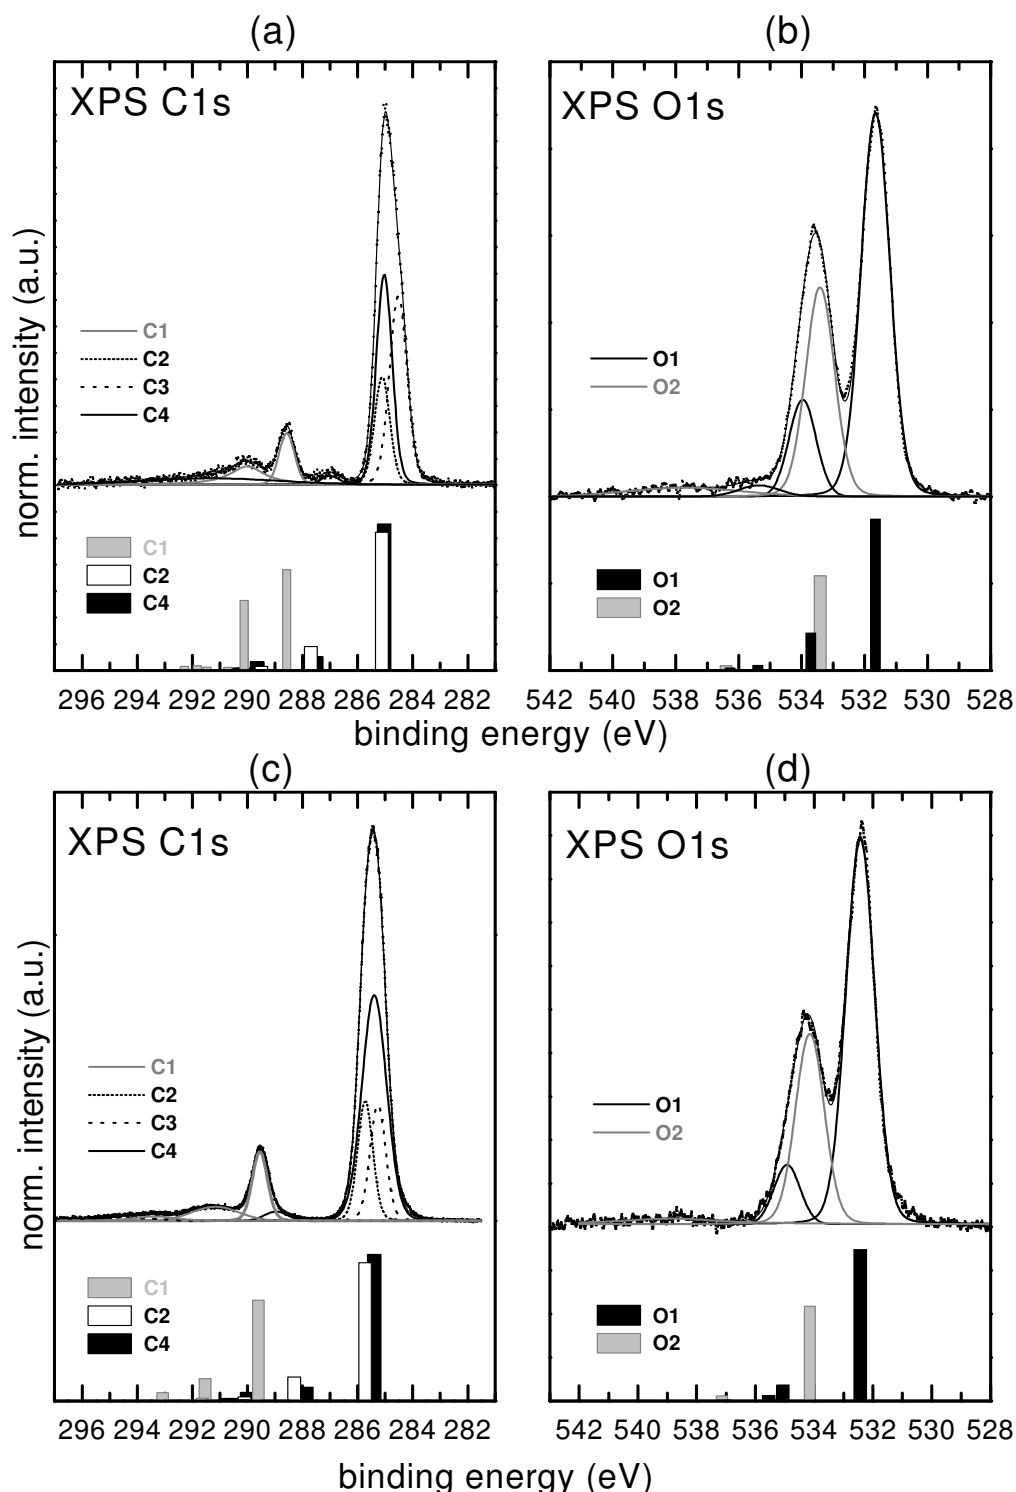 (a)
XPS C1s
C1
C2
C3
C4
C1
C2
C4
296 294 292 290 288 286 284 282
norm. intensity (a.u.)
(b)
XPS O1s
O1
O2
O1
O2
542 540 538 536 534 532 530 528
binding energy (eV)
(c)
XPS C1s
C1
C2
C3
C4
C1
C2
C4
296 294 292 290 288 286 284 282
norm. intensity (a.u.)
(d)
XPS O1s
O1
O2
O1
O2
542 540 538 536 534 532 530 528
binding energy (eV)